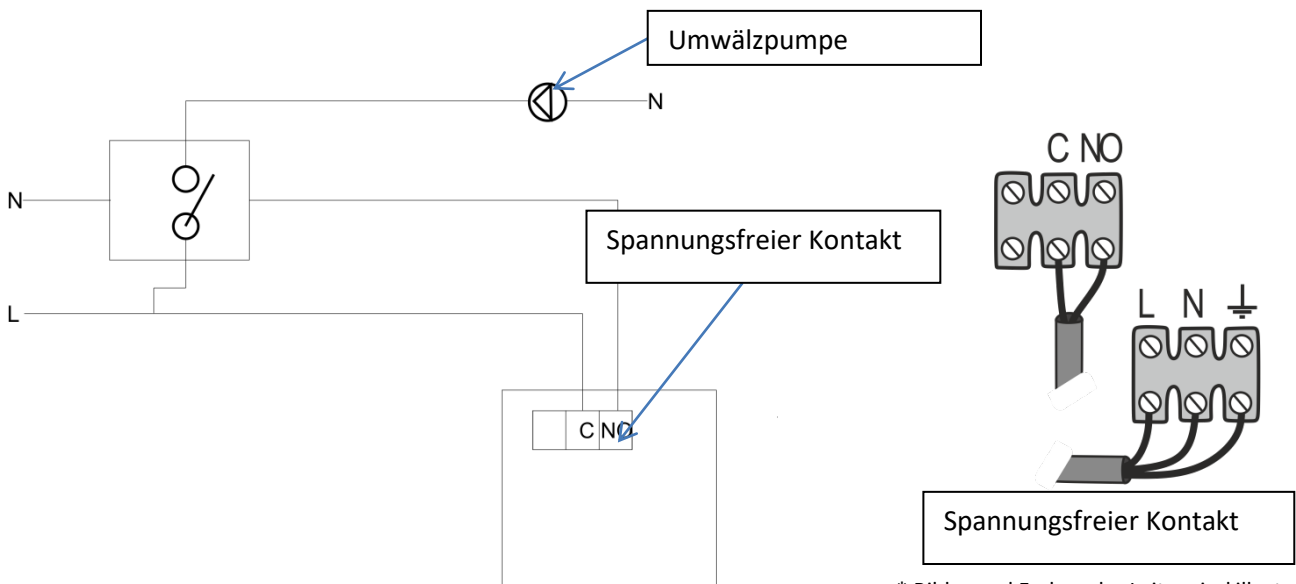 Umwälzpumpe
N
C NO
N
Spannungsfreier Kontakt
L N
L
C NO
Spannungsfreier Kontakt